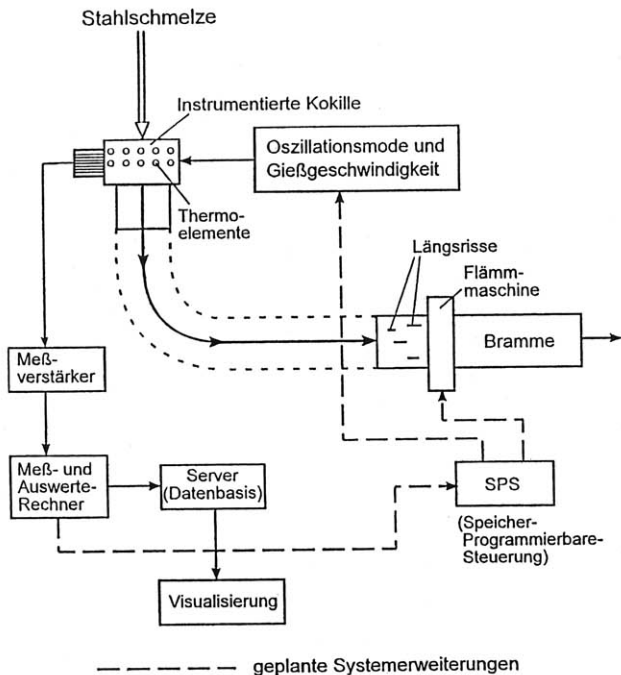 Stahlschmelze
Instrumentierte Kokille
Oszillationsmode und
Gießgeschwindigkeit
Thermo-
elemente
Längsrisse
Flämm-
maschine
Bramme
Meß-
verstärker
Meß- und
Auswerte-
Rechner
Server
(Datenbasis)
SPS
(Speicher-
Programmierbare-
Steuerung)
Visualisierung
geplante Systemerweiterungen